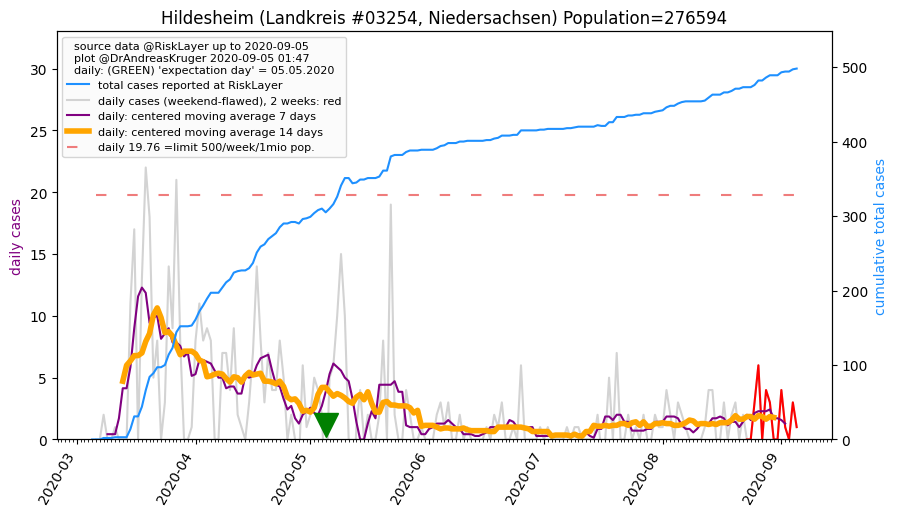 Hildesheim (Landkreis #03254, Niedersachsen) Population=276594
source data @RiskLayer up to 2020-09-05
plot @DrAndreasKruger 2020-09-05 01:47
daily: (GREEN) 'expectation day' = 05.05.2020
total cases reported at RiskLayer
daily cases (weekend-flawed), 2 weeks: red
daily: centered moving average 7 days
daily: centered moving average 14 days
daily 19.76 =limit 500/week/1mio pop.
daily cases
30
25
20
15
10
5
0
cumulative total cases
500
400
300
200
100
0
2020-03
2020-04
2020-05
2020-06
2020-07
2020-08
2020-09